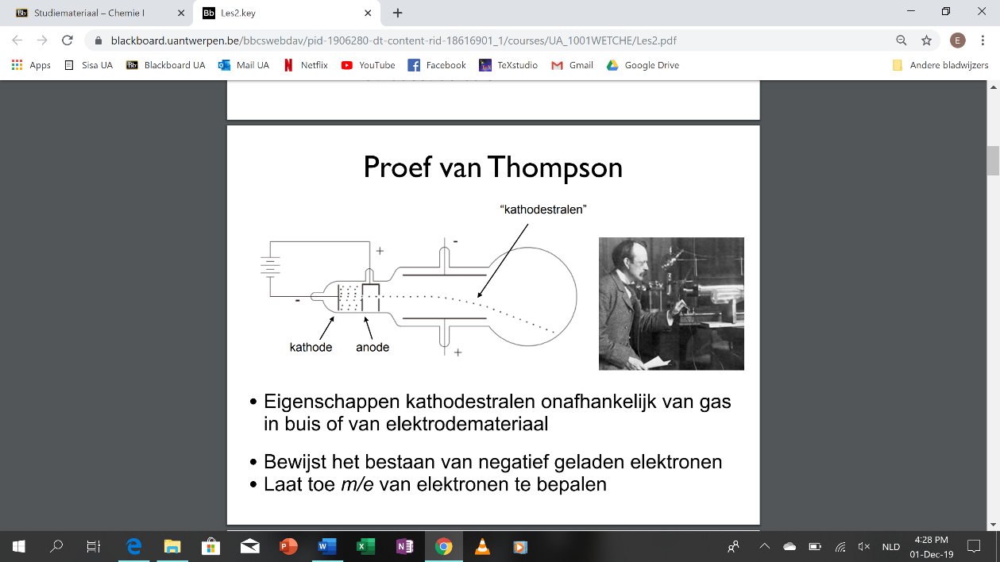 Studiemateriaal – Chemie I
Les2.key
blackboard.uantwerpen.be/bbcswebdav/pid-1906280-dt-content-rid-18616901_1/courses/UA_1001WETCHE/Les2.pdf
E
Apps
Sisa UA
Blackboard UA
Mail UA
Netflix
YouTube
Facebook
TeXstudio
Gmail
Google Drive
Andere bladwijzers
Proef van Thompson
“kathodestralen”
-
+
-
kathode
anode
+
• Eigenschappen kathodestralen onafhankelijk van gas
in buis of van elektrodemateriaal
• Bewijst het bestaan van negatief geladen elektronen
• Laat toe m/e van elektronen te bepalen
NLD
4:28 PM
01-Dec-19